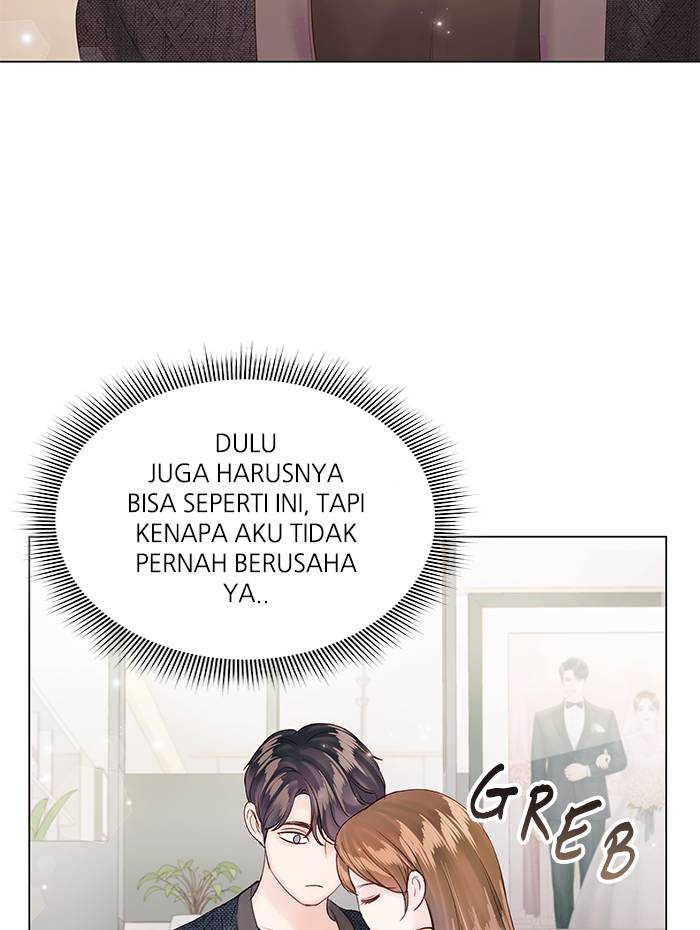 DULU
JUGA HARUSNYA
BISA SEPERTI INI, TAPI
KENAPA AKU TIDAK
PERNAH BERUSAHA
YA..
GREB